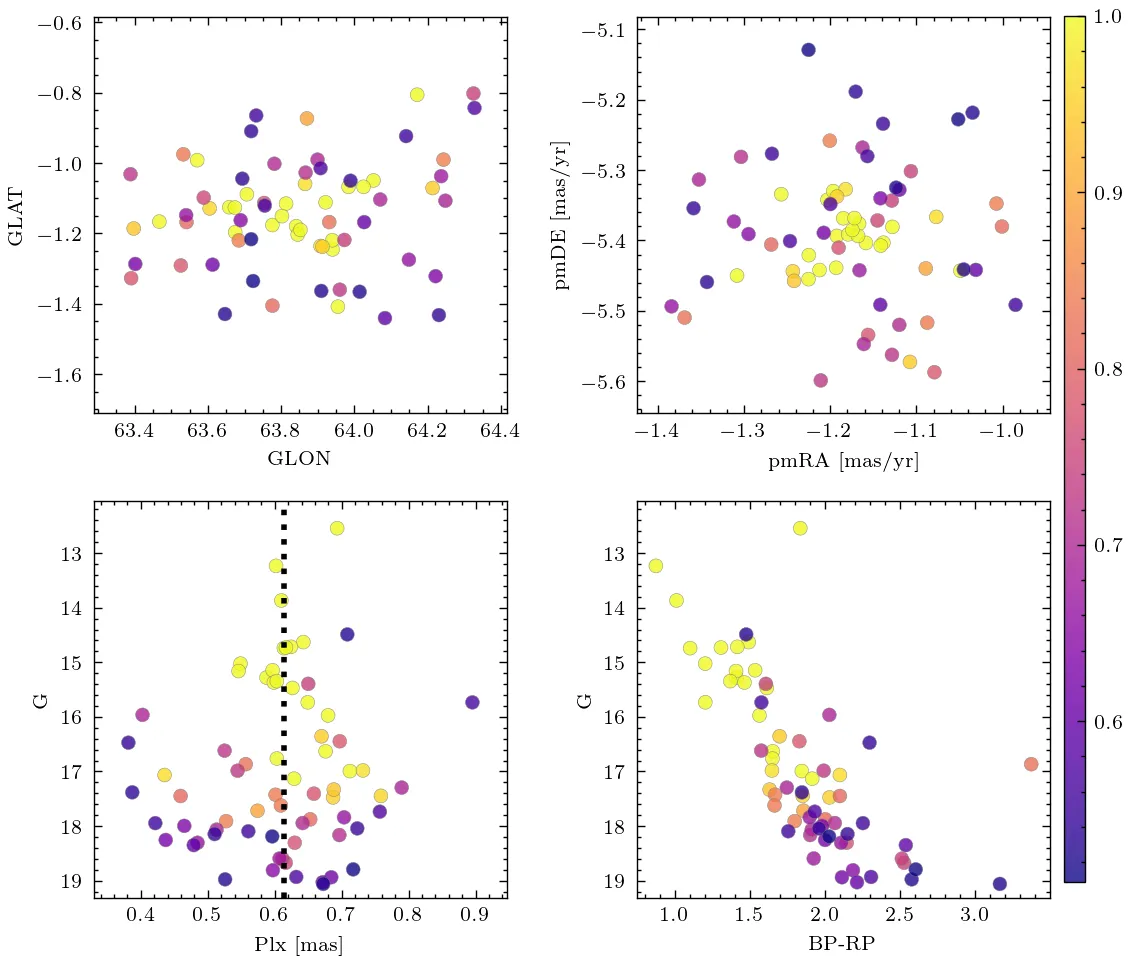 −0.6
−0.8
−1.0
−1.2
−1.4
−1.6
GLAT
63.4 63.6 63.8 64.0 64.2 64.4
GLON
−5.1
−5.2
−5.3
−5.4
−5.5
−5.6
pmDE [mas/yr]
−1.4 −1.3 −1.2 −1.1 −1.0
pmRA [mas/yr]
1.0
0.9
0.8
0.7
0.6
13
14
15
16
17
18
19
G
0.4 0.5 0.6 0.7 0.8 0.9
Plx [mas]
13
14
15
16
17
18
19
G
1.0 1.5 2.0 2.5 3.0
BP-RP